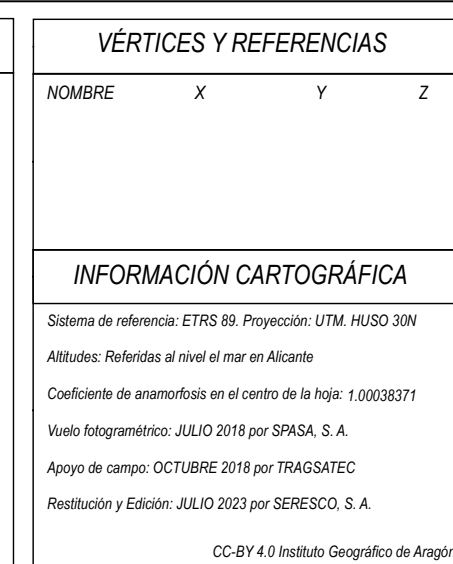 VÉRTICES Y REFERENCIAS
NOMBRE X Y Z
INFORMACIÓN CARTOGRÁFICA
Sistema de referencia: ETRS 89. Proyección: UTM. HUSO 30N
Altitudes: Referidas al nivel el mar en Alicante
Coeficiente de anamorfosis en el centro de la hoja: 1.00038371
Vuelo fotogramétrico: JULIO 2018 por SPASA, S. A.
Apoyo de campo: OCTUBRE 2018 por TRAGSATEC
Restitución y Edición: JULIO 2023 por SERESCO, S. A.
CC-BY 4.0 Instituto Geográfico de Aragón